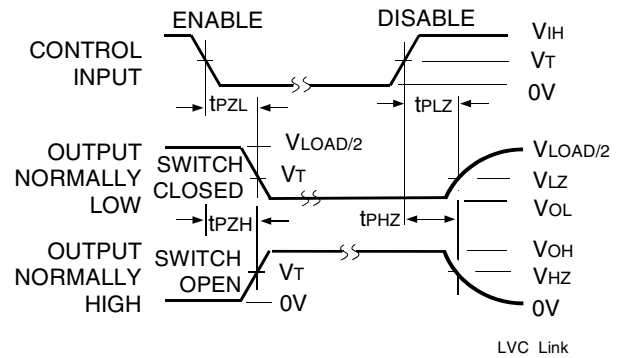 ENABLE DISABLE
CONTROL INPUT
VIH
VT
0V
tPZL tPLZ
OUTPUT NORMALLY LOW
SWITCH CLOSED
VLOAD/2
VT
VLOAD/2
VLZ
VOL
tPZH tPHZ
OUTPUT NORMALLY HIGH
SWITCH OPEN
VT
0V
VOH
VHZ
0V
LVC Link